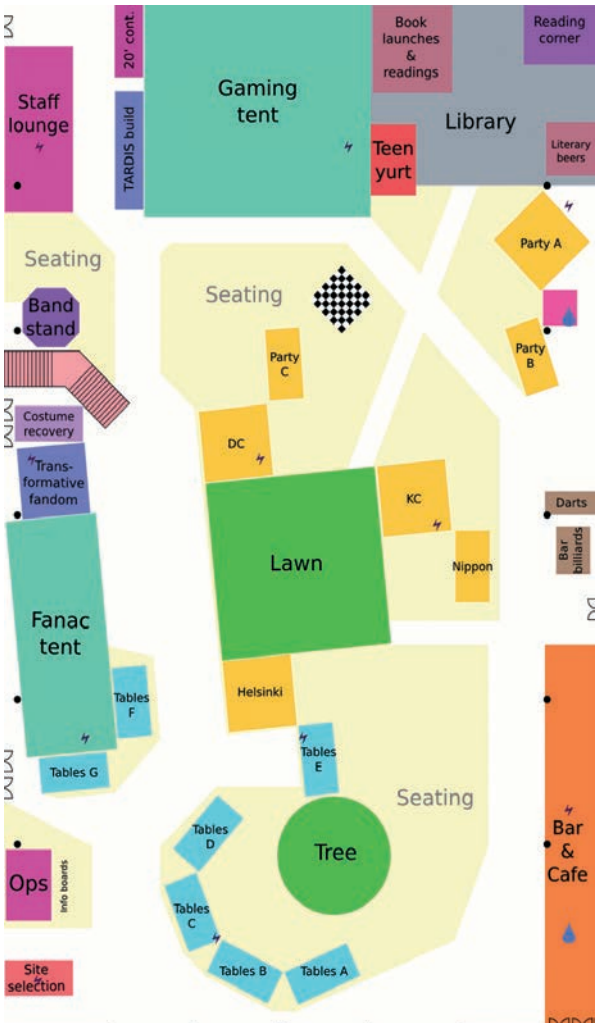 20' cont.
Book
launches
&
readings
Reading
corner
Staff
lounge
Gaming
tent
TARDIS build
Library
Teen
yurt
Literary
beers
Party A
Seating
Seating
Band
stand
Party
B
Party
C
Costume
recovery
DC
Trans-
formative
fandom
KC
Darts
Bar
billiards
Lawn
Nippon
Fanac
tent
Helsinki
Tables
F
Tables
E
Tables G
Seating
Tables
D
Tree
Bar
&
Cafe
Ops
Info boards
Tables
C
Tables B
Tables A
Site
selection